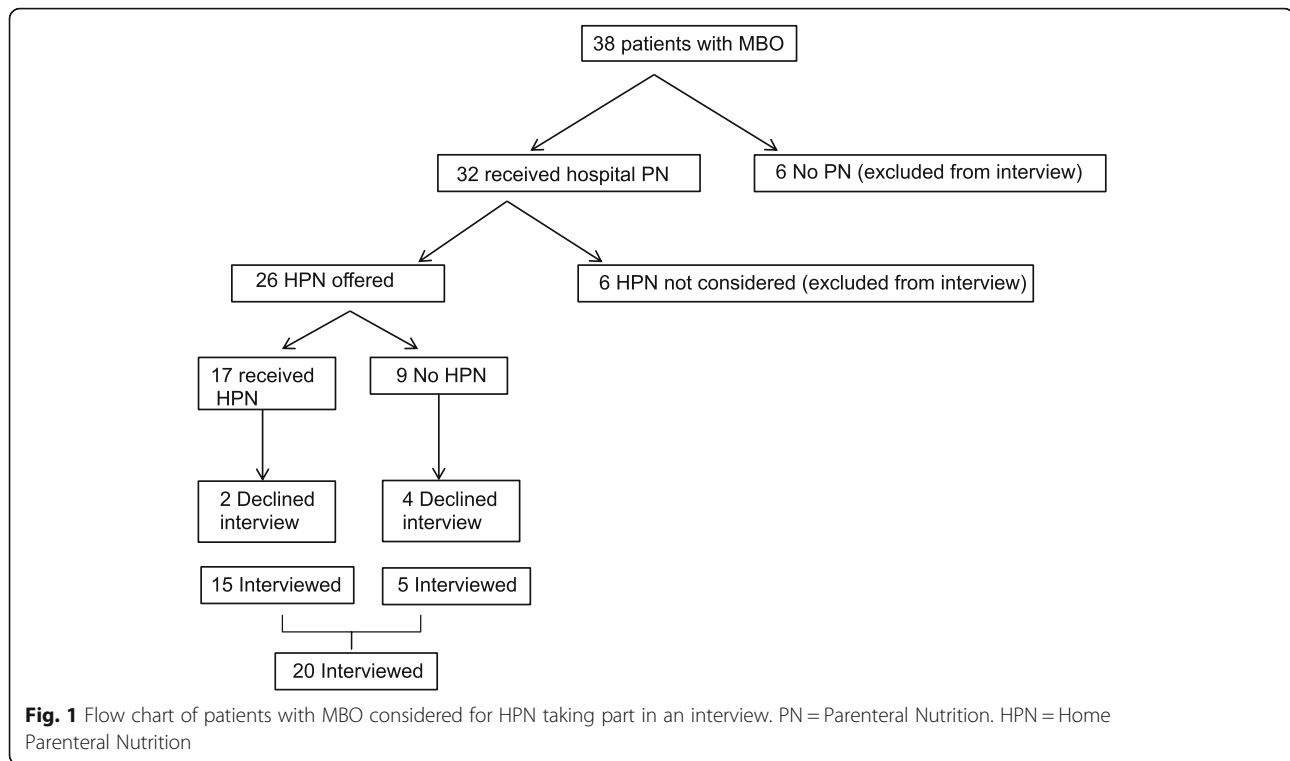 38 patients with MBO
32 received hospital PN
6 No PN (excluded from interview)
26 HPN offered
6 HPN not considered (excluded from interview)
17 received
HPN
9 No HPN
2 Declined
interview
4 Declined
interview
15 Interviewed
5 Interviewed
20 Interviewed
Fig. 1 Flow chart of patients with MBO considered for HPN taking part in an interview. PN = Parenteral Nutrition. HPN = Home
Parenteral Nutrition